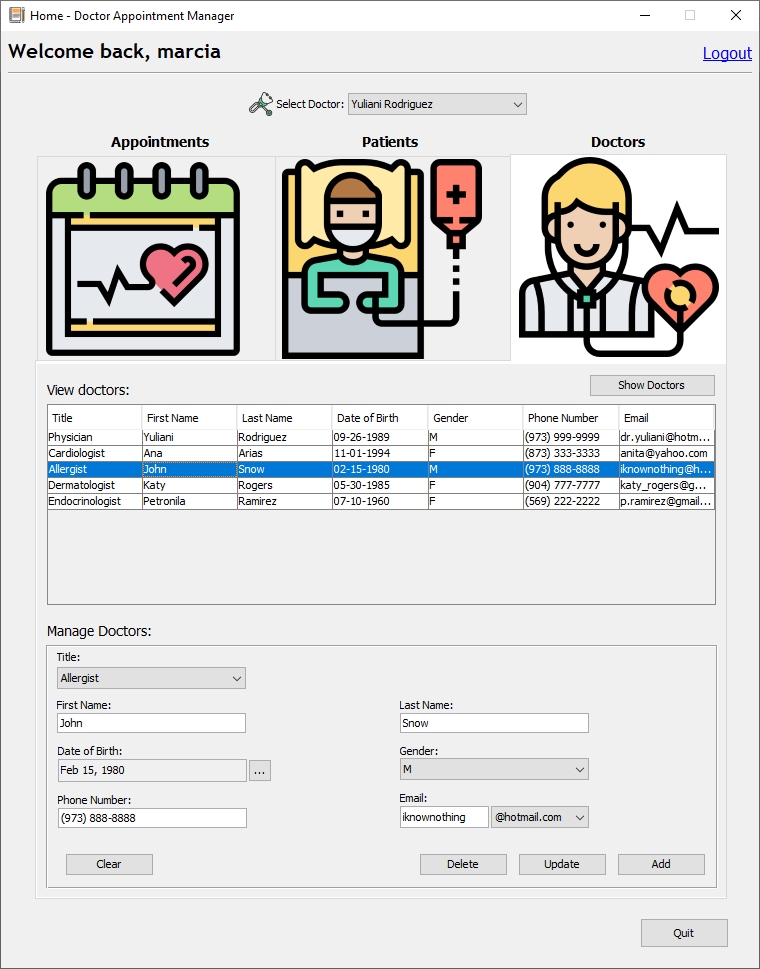 Home - Doctor Appointment Manager
Welcome back, marcia
Logout
Select Doctor: Yuliani Rodriguez
Appointments Patients Doctors
View doctors:
Show Doctors
Title First Name Last Name Date of Birth Gender Phone Number Email
Physician Yuliani Rodriguez 09-26-1989 M (973) 999-9999 dr.yuliani@hotm...
Cardiologist Ana Arias 11-01-1994 F (873) 333-3333 anita@yahoo.com
Allergist John Snow 02-15-1980 M (973) 888-8888 iknownothing@h...
Dermatologist Katy Rogers 05-30-1985 F (904) 777-7777 katy_rogers@g...
Endocrinologist Petronila Ramirez 07-10-1960 F (569) 222-2222 p.ramirez@gmail...
Manage Doctors:
Title:
Allergist
First Name: Last Name:
John Snow
Date of Birth: Gender:
Feb 15, 1980 ... M
Phone Number: Email:
(973) 888-8888 iknownothing @hotmail.com
Clear Delete Update Add
Quit